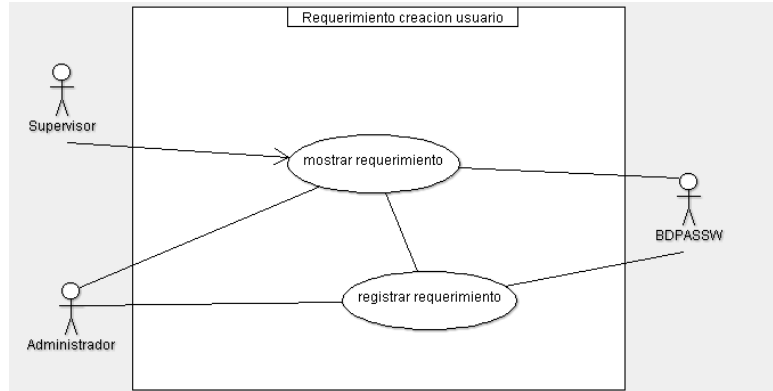 Requerimiento creacion usuario
Supervisor
mostrar requerimiento
BDPASSW
registrar requerimiento
Administrador